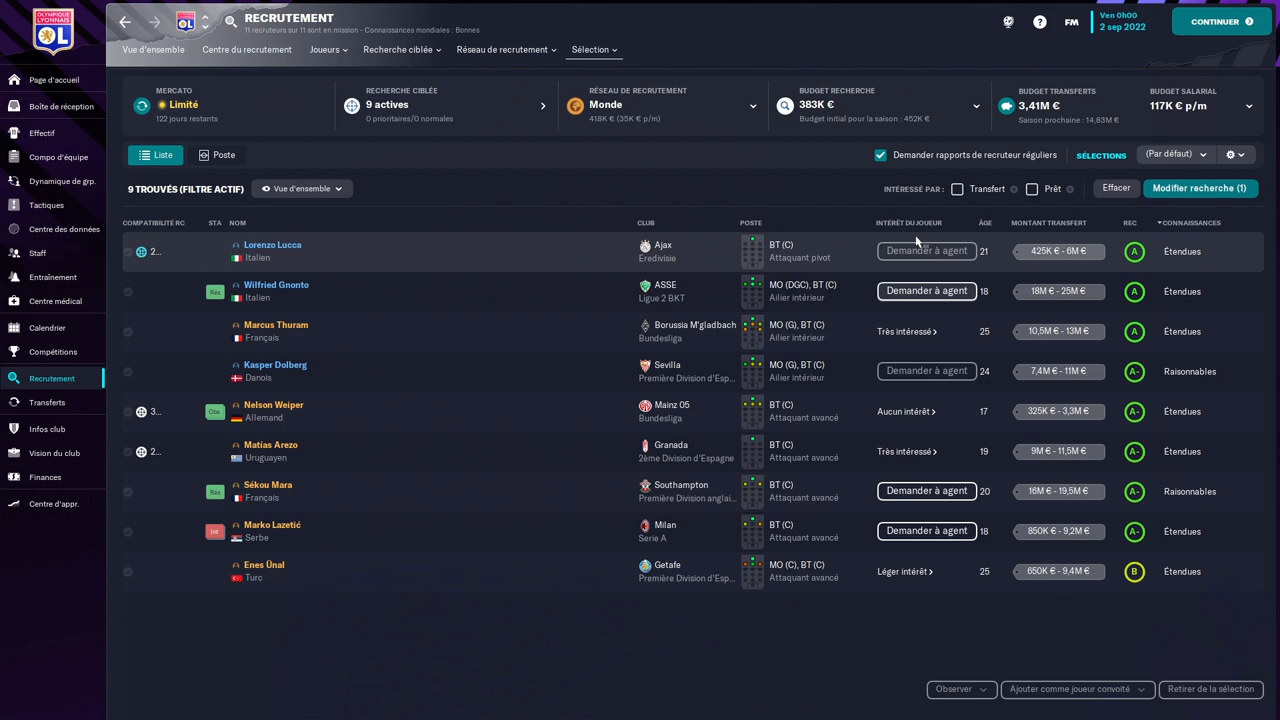 OLYMPIQUE
LYONNAIS
OL
RECRUTEMENT
11 recruteurs sur 11 sont en mission - Connaissances mondiales : Bonnes
FM
Ven 0h00
2 sep 2022
CONTINUER
Vue d'ensemble
Centre du recrutement
Joueurs
Recherche ciblée
Réseau de recrutement
Sélection
Page d'accueil
Boîte de réception
Effectif
Compo d'équipe
Dynamique de grp.
Tactiques
Centre des données
Staff
Entraînement
Centre médical
Calendrier
Compétitions
Recrutement
Transferts
Infos club
Vision du club
Finances
Centre d'appr.
MERCATO
Limité
122 jours restants
RECHERCHE CIBLÉE
9 actives
0 prioritaires/0 normales
RÉSEAU DE RECRUTEMENT
Monde
418K € (35K € p/m)
BUDGET RECHERCHE
383K €
Budget initial pour la saison : 452K €
BUDGET TRANSFERTS
3,41M €
Saison prochaine : 14,83M €
BUDGET SALARIAL
117K € p/m
Liste
Poste
Demander rapports de recruteur réguliers
SÉLECTIONS
(Par défaut)
9 TROUVÉS (FILTRE ACTIF)
Vue d'ensemble
INTÉRESSÉ PAR :
Transfert
Prêt
Effacer
Modifier recherche (1)
COMPATIBILITÉ RC STA NOM CLUB POSTE INTÉRÊT DU JOUEUR ÂGE MONTANT TRANSFERT REC CONNAISSANCES
2... Lorenzo Lucca Ajax BT (C) Demander à agent 21 425K € - 6M € A Étendues
Italien Eredivisie Attaquant pivot
Rés Wilfried Gnonto ASSE MO (DGC), BT (C) Demander à agent 18 18M € - 25M € A Étendues
Italien Ligue 2 BKT Ailier intérieur
Marcus Thuram Borussia M'gladbach MO (G), BT (C) Très intéressé 25 10,5M € - 13M € A Étendues
Français Bundesliga Ailier intérieur
Kasper Dolberg Sevilla MO (G), BT (C) Demander à agent 24 7,4M € - 11M € A- Raisonnables
Danois Première Division d'Esp... Ailier intérieur
3... Obs Nelson Weiper Mainz 05 BT (C) Aucun intérêt 17 325K € - 3,3M € A- Étendues
Allemand Bundesliga Attaquant avancé
2... Matías Arezo Granada BT (C) Très intéressé 19 9M € - 11,5M € A- Étendues
Uruguayen 2ème Division d'Espagne Attaquant avancé
Rés Sékou Mara Southampton BT (C) Demander à agent 20 16M € - 19,5M € A- Raisonnables
Français Première Division anglai... Attaquant avancé
Int Marko Lazetić Milan BT (C) Demander à agent 18 850K € - 9,2M € A- Étendues
Serbe Serie A Attaquant avancé
Enes Ünal Getafe MO (C), BT (C) Léger intérêt 25 650K € - 9,4M € B Étendues
Turc Première Division d'Esp... Attaquant avancé
Observer
Ajouter comme joueur convoité
Retirer de la sélection